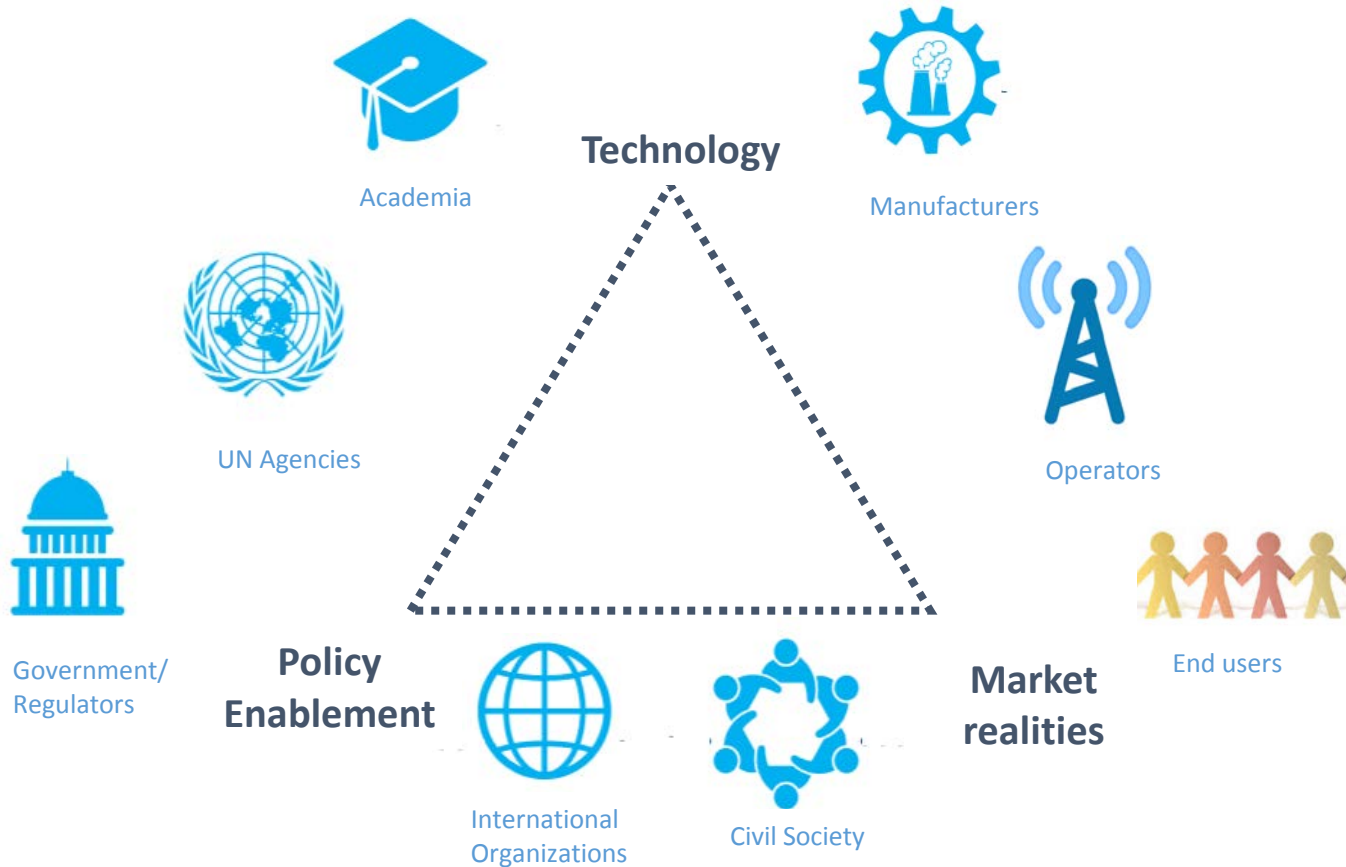 Technology
Academia
Manufacturers
UN Agencies
Operators
Government/
Regulators
Policy
Enablement
Market
realities
End users
International
Organizations
Civil Society